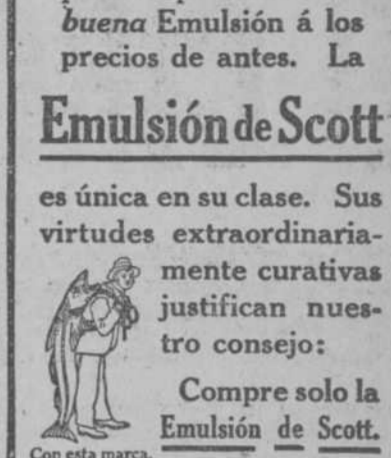 buena Emulsión á los
precios de antes. La
Emulsión de Scott
es única en su clase. Sus
virtudes extraordinaria-
mente curativas
justifican nues-
tro consejo:
Compre solo la
Emulsión de Scott.
Con esta marca.